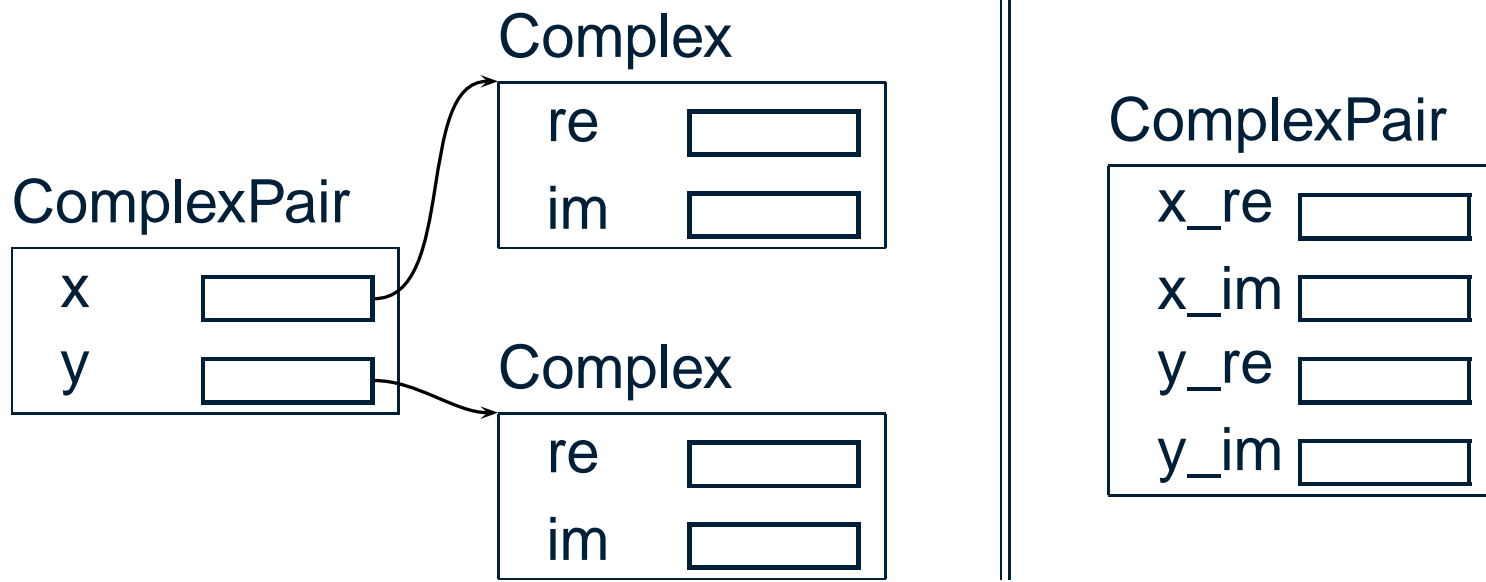 ComplexPair
x
y
Complex
re
im
Complex
re
im
ComplexPair
x_re
x_im
y_re
y_im